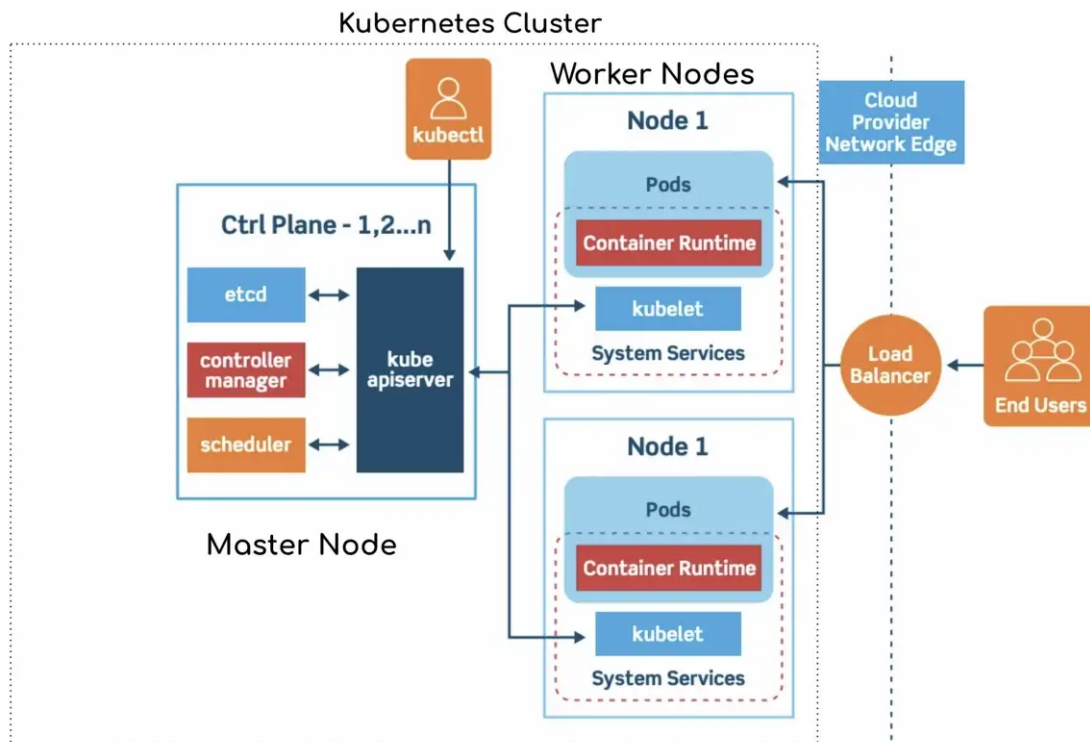 Kubernetes Cluster
kubectl
Ctrl Plane - 1,2...n
etcd
controller
manager
scheduler
kube
apiserver
Master Node
Worker Nodes
Node 1
Pods
Container Runtime
kubelet
System Services
Node 1
Pods
Container Runtime
kubelet
System Services
Cloud
Provider
Network Edge
Load
Balancer
End Users